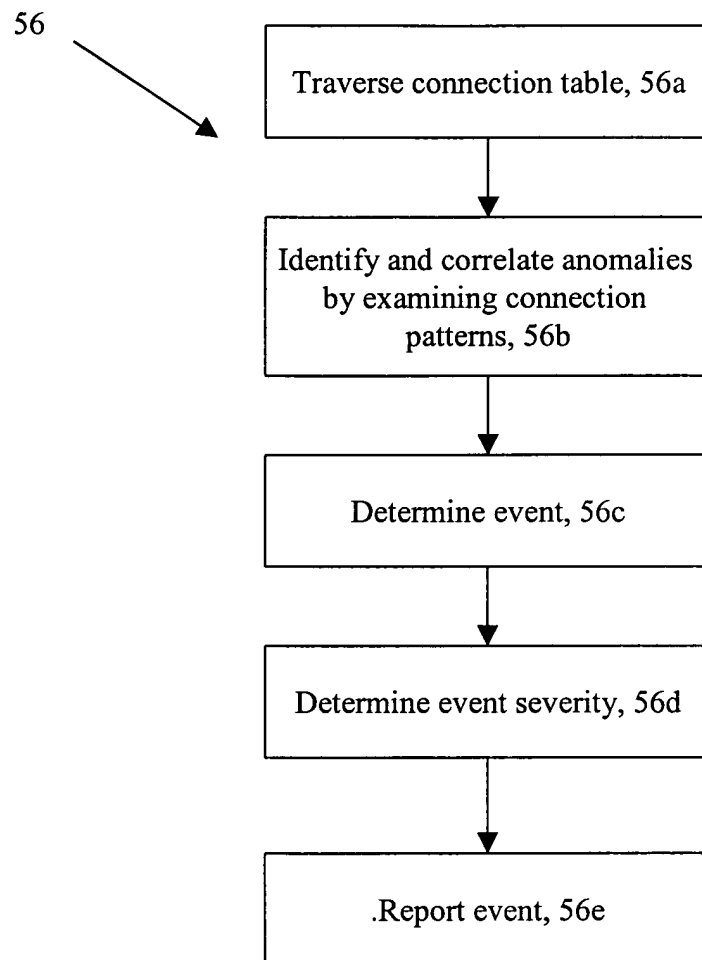 56
Traverse connection table, 56a
Identify and correlate anomalies
by examining connection
patterns, 56b
Determine event, 56c
Determine event severity, 56d
.Report event, 56e